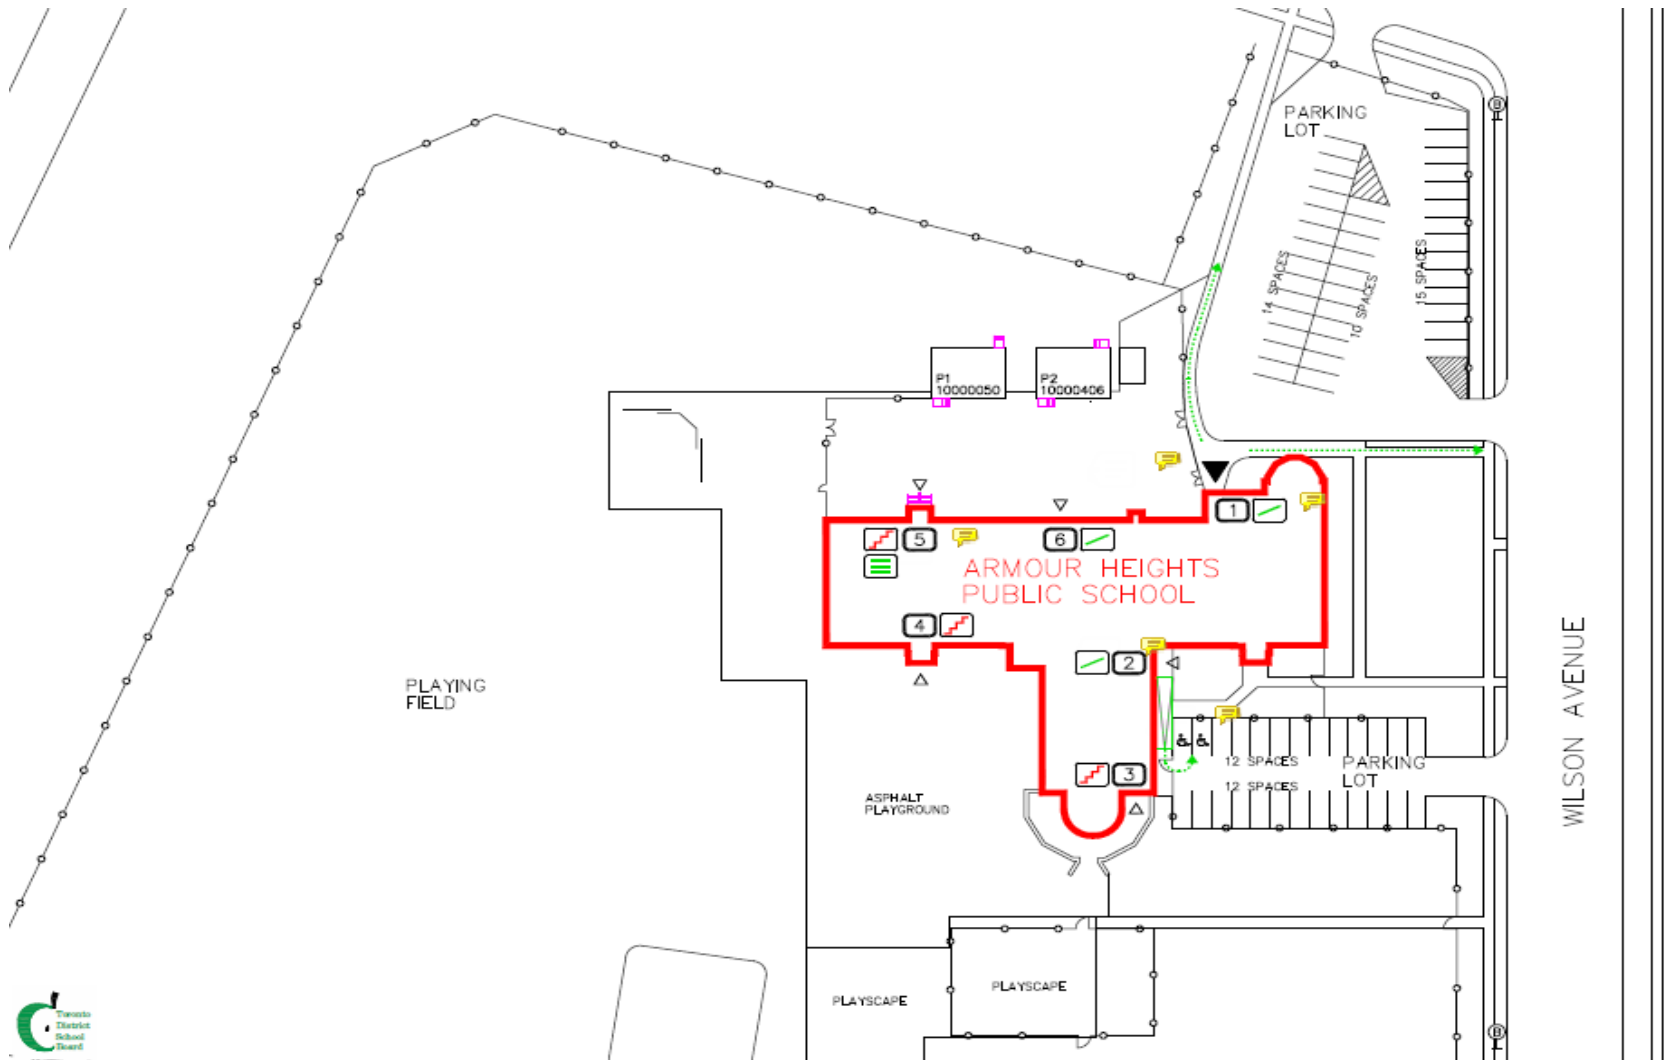 PARKING
LOT
14 SPACES
10 SPACES
15 SPACES
B
P1
10000050
P2
10000406
1
5
6
ARMOUR HEIGHTS
PUBLIC SCHOOL
4
2
3
PLAYING
FIELD
WILSON AVENUE
12 SPACES
12 SPACES
PARKING
LOT
ASPHALT
PLAYGROUND
PLAYSCAPE
PLAYSCAPE
B
Toronto
District
School
Board